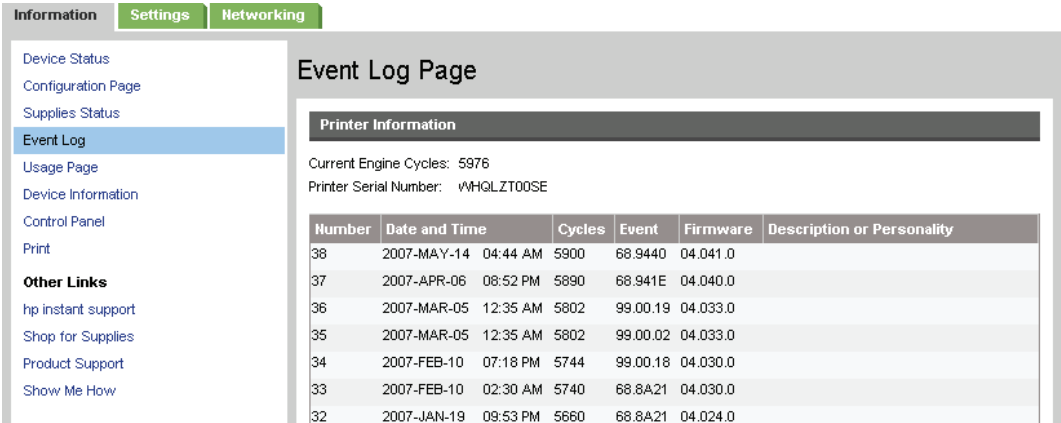 Information Settings Networking
Device Status
Configuration Page
Supplies Status
Event Log
Usage Page
Device Information
Control Panel
Print
Other Links
hp instant support
Shop for Supplies
Product Support
Show Me How
Event Log Page
Printer Information
Current Engine Cycles: 5976
Printer Serial Number: WHQLZT00SE
Number Date and Time Cycles Event Firmware Description or Personality
38 2007-MAY-14 04:44 AM 5900 68.9440 04.041.0
37 2007-APR-06 08:52 PM 5890 68.941E 04.040.0
36 2007-MAR-05 12:35 AM 5802 99.00.19 04.033.0
35 2007-MAR-05 12:35 AM 5802 99.00.02 04.033.0
34 2007-FEB-10 07:18 PM 5744 99.00.18 04.030.0
33 2007-FEB-10 02:30 AM 5740 68.8A21 04.030.0
32 2007-JAN-19 09:53 PM 5660 68.8A21 04.024.0